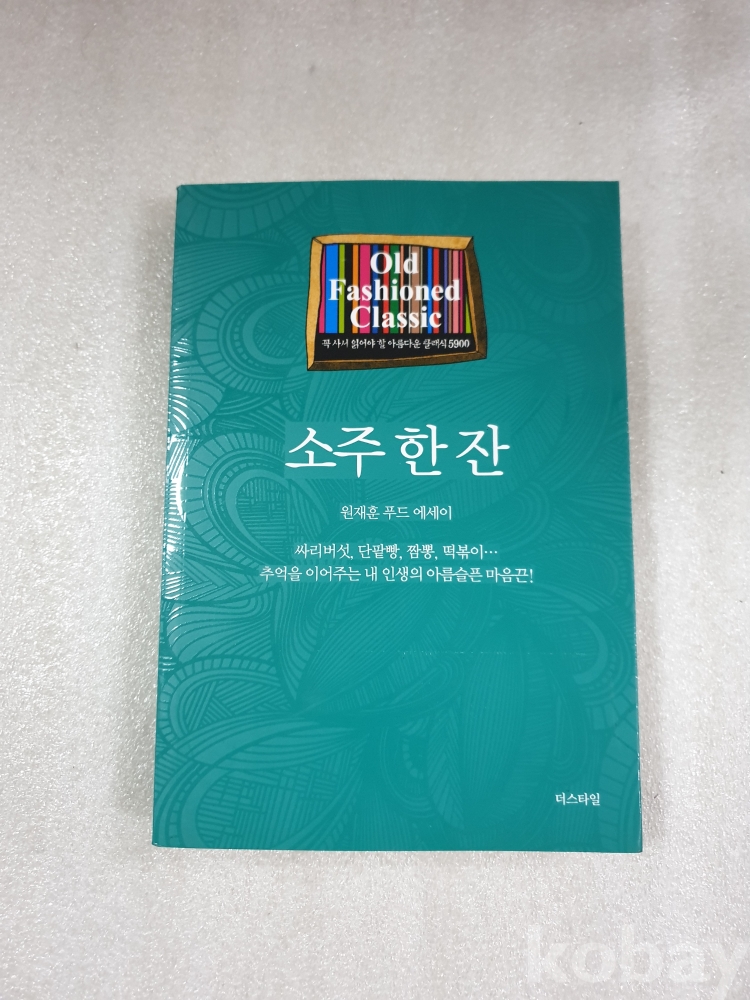 Old
Fashioned
Classic
꼭 사서 읽어야 할 아름다운 클래식 5900
소주 한 잔
원재훈 푸드 에세이
싸리버섯, 단팥빵, 짬뽕, 떡볶이…
추억을 이어주는 내 인생의 아름슬픈 마음끈!
더스타일
kobay